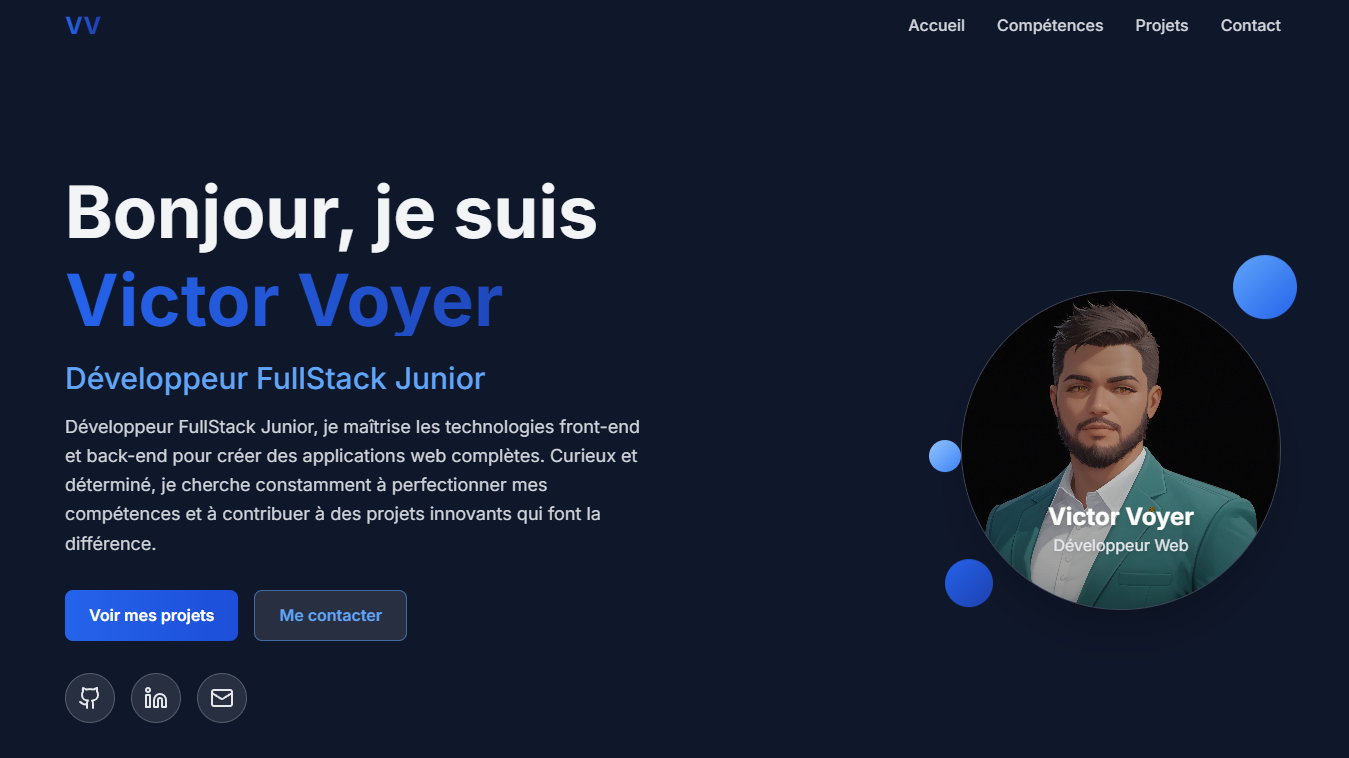 VV
Accueil Compétences Projets Contact
Bonjour, je suis
Victor Voyer
Développeur FullStack Junior
Développeur FullStack Junior, je maîtrise les technologies front-end
et back-end pour créer des applications web complètes. Curieux et
déterminé, je cherche constamment à perfectionner mes
compétences et à contribuer à des projets innovants qui font la
différence.
Voir mes projets
Me contacter
Victor Voyer
Développeur Web